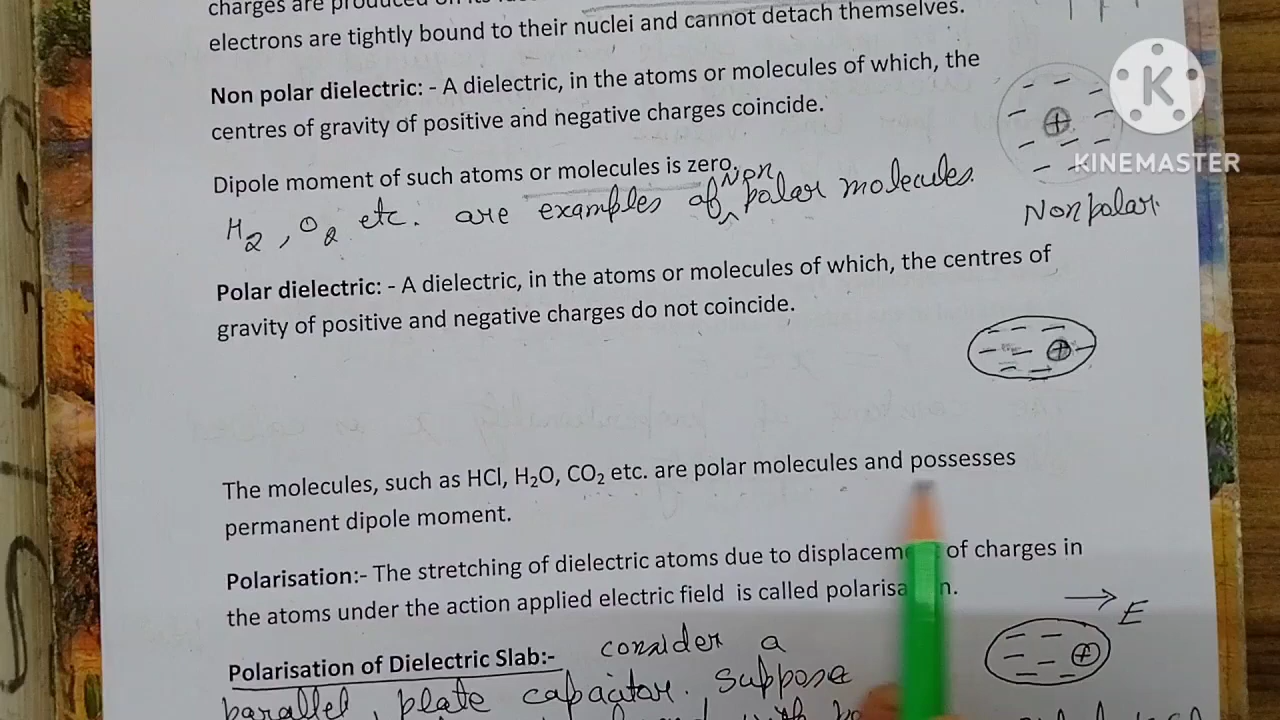 charges are produced on its
electrons are tightly bound to their nuclei and cannot detach themselves.
Non polar dielectric: - A dielectric, in the atoms or molecules of which, the
centres of gravity of positive and negative charges coincide.
K
KINEMASTER
Dipole moment of such atoms or molecules is zero.
H2, O2 etc. are examples of Non polar molecules.
Nonpolar.
Polar dielectric: - A dielectric, in the atoms or molecules of which, the centres of
gravity of positive and negative charges do not coincide.
The molecules, such as HCl, H₂O, CO₂ etc. are polar molecules and possesses
permanent dipole moment.
Polarisation:- The stretching of dielectric atoms due to displacem of charges in
the atoms under the action applied electric field is called polarisa n.
E
Polarisation of Dielectric Slab:- consider a
parallel plate capacitor. Suppose